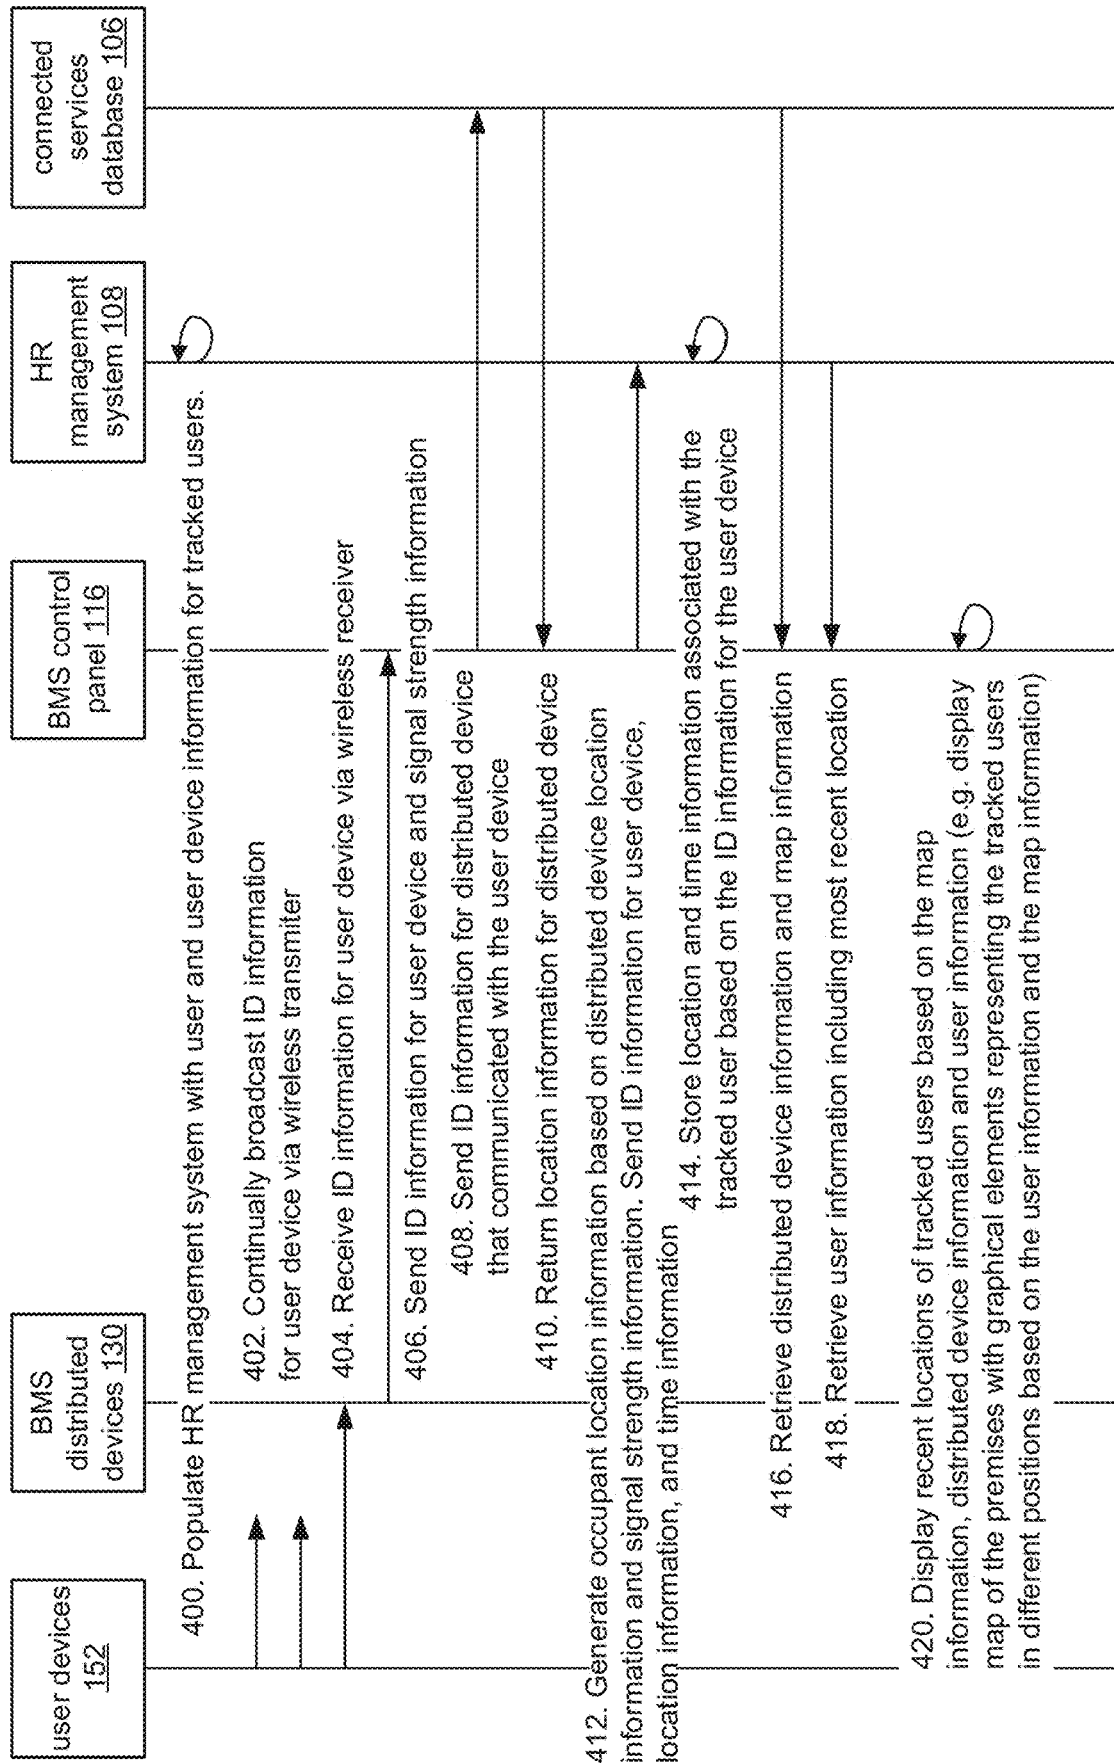 user devices
152
BMS
distributed
devices 130
BMS control
panel 116
HR
management
system 108
connected
services
database 106
400. Populate HR management system with user and user device information for tracked users.
402. Continually broadcast ID information
for user device via wireless transmiter
404. Receive ID information for user device via wireless receiver
406. Send ID information for user device and signal strength information
408. Send ID information for distributed device
that communicated with the user device
410. Return location information for distributed device
412. Generate occupant location information based on distributed device location
information and signal strength information. Send ID information for user device,
location information, and time information
414. Store location and time information associated with the
tracked user based on the ID information for the user device
416. Retrieve distributed device information and map information
418. Retrieve user information including most recent location
420. Display recent locations of tracked users based on the map
information, distributed device information and user information (e.g. display
map of the premises with graphical elements representing the tracked users
in different positions based on the user information and the map information)